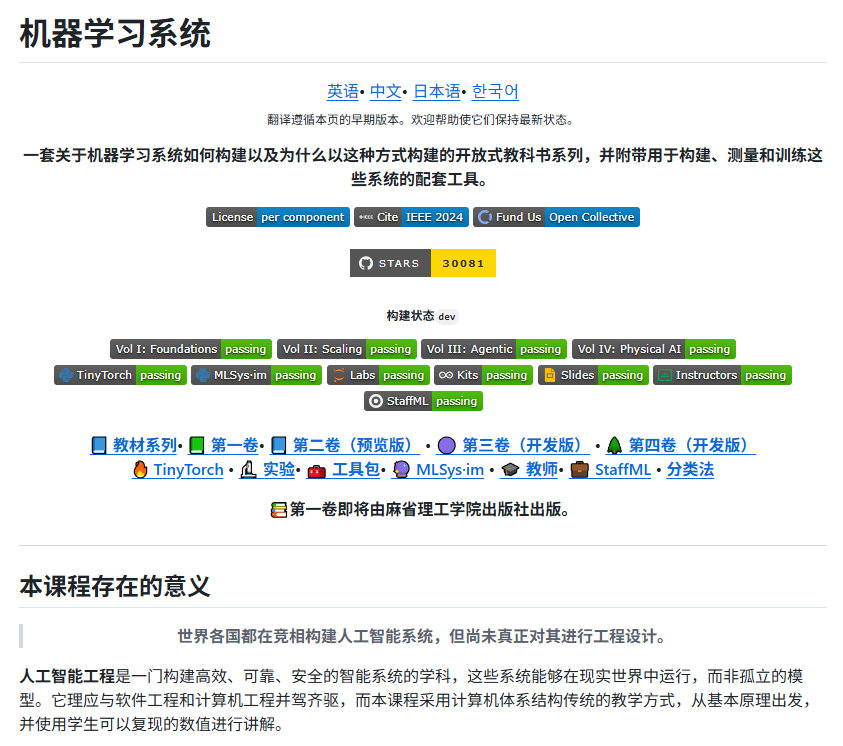 机器学习系统
英语• 中文• 日本语• 한국어
翻译遵循本页的早期版本。欢迎帮助使它们保持最新状态。
一套关于机器学习系统如何构建以及为什么以这种方式构建的开放式教科书系列，并附带用于构建、测量和训练这
些系统的配套工具。
License per component IEEE Cite IEEE 2024 Fund Us Open Collective
STARS 30081
构建状态 dev
Vol I: Foundations passing Vol II: Scaling passing Vol III: Agentic passing Vol IV: Physical AI passing
TinyTorch passing MLSys·im passing Labs passing Kits passing Slides passing Instructors passing
StaffML passing
教材系列• 第一卷• 第二卷（预览版） • 第三卷（开发版） • 第四卷（开发版）
TinyTorch • 实验• 工具包• MLSys·im • 教师• StaffML • 分类法
第一卷即将由麻省理工学院出版社出版。
本课程存在的意义
世界各国都在竞相构建人工智能系统，但尚未真正对其进行工程设计。
人工智能工程是一门构建高效、可靠、安全的智能系统的学科，这些系统能够在现实世界中运行，而非孤立的模
型。它理应与软件工程和计算机工程并驾齐驱，而本课程采用计算机体系结构传统的教学方式，从基本原理出发，
并使用学生可以复现的数值进行讲解。